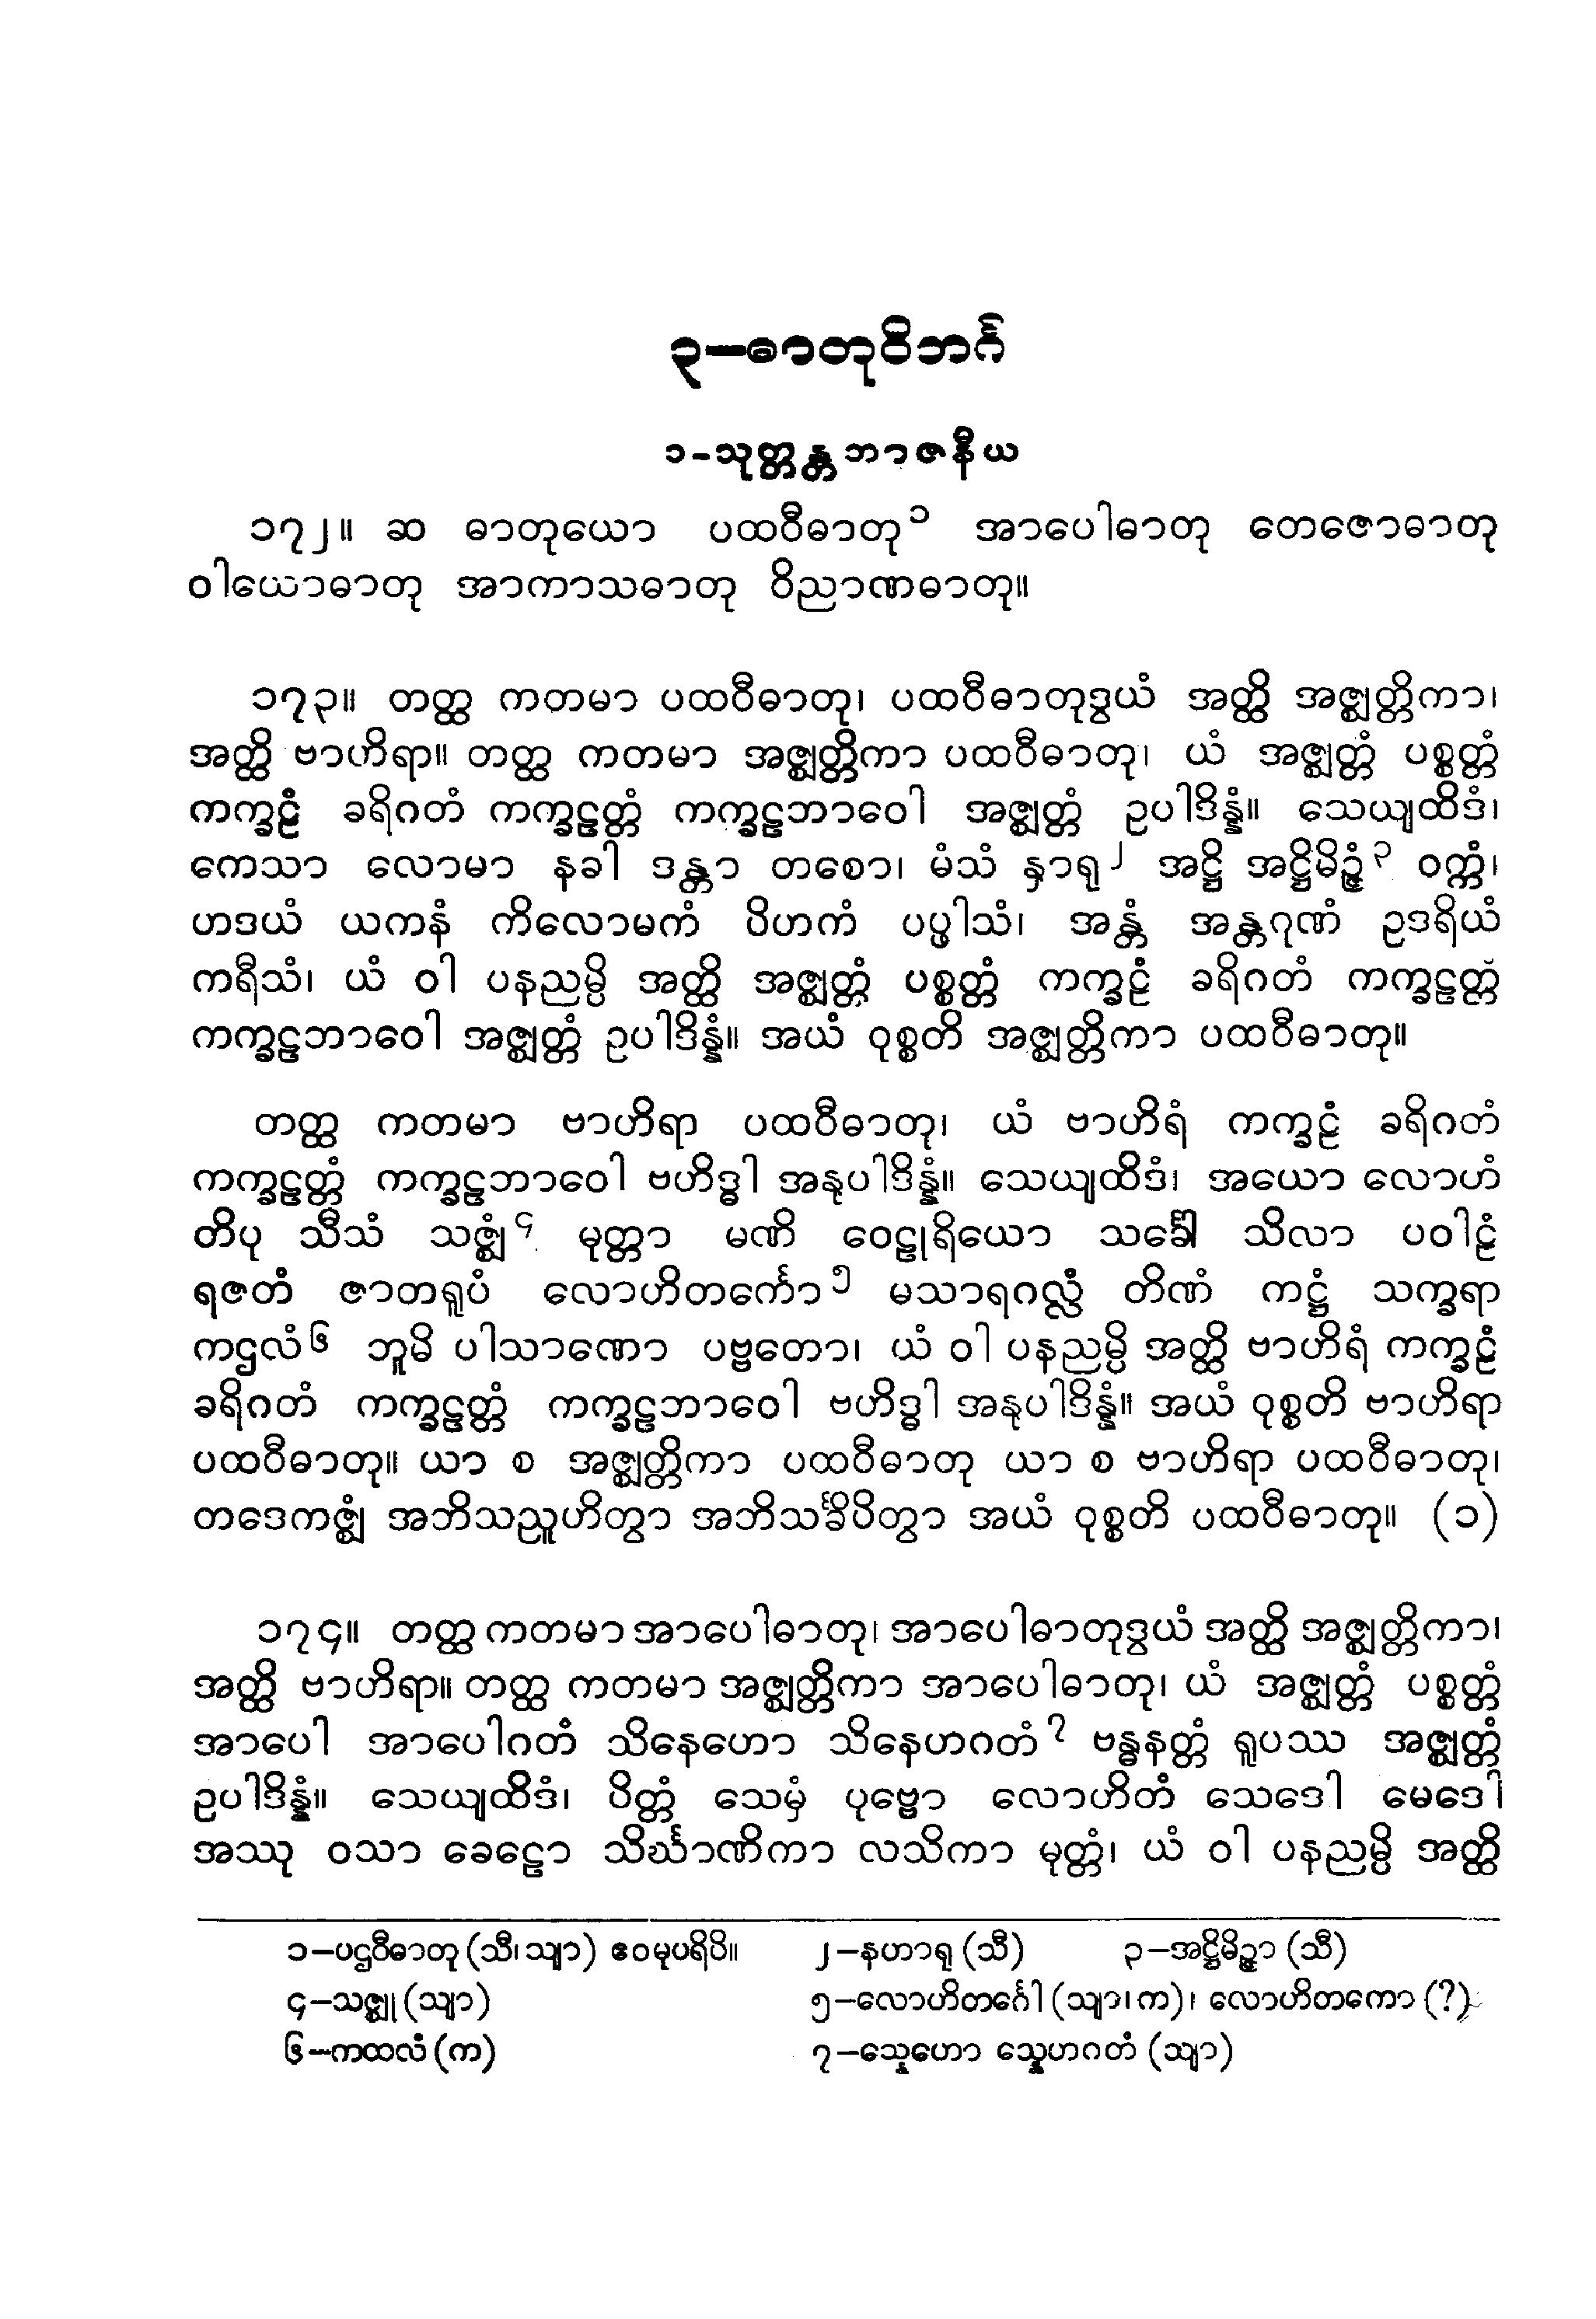 ၃–ဓာတုဝိဘင်္ဂ
၁-သုတ္တန္တဘာဇနီယ
၁၇၂။ ဆ ဓာတုယော ပထဝီဓာတု၁ အာပေါဓာတု တေဇောဓာတု
ဝါယောဓာတု အာကာသဓာတု ဝိညာဏဓာတု။
၁၇၃။ တတ္ထ ကတမာ ပထဝီဓာတု၊ ပထဝီဓာတုဒွယံ အတ္ထိ အဇ္ဈတ္တိကာ၊
အတ္ထိ ဗာဟိရာ။ တတ္ထ ကတမာ အဇ္ဈတ္တိကာ ပထဝီဓာတု၊ ယံ အဇ္ဈတ္တံ ပစ္စတ္တံ
ကက္ခဠံ ခရိဂတံ ကက္ခဠတ္တံ ကက္ခဠဘာဝေါ အဇ္ဈတ္တံ ဥပါဒိန္နံ။ သေယျထိဒံ၊
ကေသာ လောမာ နခါ ဒန္တာ တစော၊ မံသံ နှာရု၂ အဋ္ဌိ အဋ္ဌိမိဉ္ဇံ၃ ဝက္ကံ၊
ဟဒယံ ယကနံ ကိလောမကံ ပိဟကံ ပပ္ဖါသံ၊ အန္တံ အန္တဂုဏံ ဥဒရိယံ
ကရီသံ၊ ယံ ဝါ ပနညမ္ပိ အတ္ထိ အဇ္ဈတ္တံ ပစ္စတ္တံ ကက္ခဠံ ခရိဂတံ ကက္ခဠတ္တံ
ကက္ခဠဘာဝေါ အဇ္ဈတ္တံ ဥပါဒိန္နံ။ အယံ ဝုစ္စတိ အဇ္ဈတ္တိကာ ပထဝီဓာတု။
တတ္ထ ကတမာ ဗာဟိရာ ပထဝီဓာတု၊ ယံ ဗာဟိရံ ကက္ခဠံ ခရိဂတံ
ကက္ခဠတ္တံ ကက္ခဠဘာဝေါ ဗဟိဒ္ဓါ အနုပါဒိန္နံ။ သေယျထိဒံ၊ အယော လောဟံ
တိပု သီသံ သဇ္ဈံ၄ မုတ္တာ မဏိ ဝေဠုရိယော သင်္ခေါ သိလာ ပဝါဠံ
ရဇတံ ဇာတရူပံ လောဟိတင်္ကော၅ မသာရဂလ္လံ တိဏံ ကဋ္ဌံ သက္ခရာ
ကဌလံ၆ ဘူမိ ပါသာဏော ပဗ္ဗတော၊ ယံ ဝါ ပနညမ္ပိ အတ္ထိ ဗာဟိရံ ကက္ခဠံ
ခရိဂတံ ကက္ခဠတ္တံ ကက္ခဠဘာဝေါ ဗဟိဒ္ဓါ အနုပါဒိန္နံ။ အယံ ဝုစ္စတိ ဗာဟိရာ
ပထဝီဓာတု။ ယာ စ အဇ္ဈတ္တိကာ ပထဝီဓာတု ယာ စ ဗာဟိရာ ပထဝီဓာတု၊
တဒေကဇ္ဈံ အဘိသညူဟိတွာ အဘိသင်္ခိပိတွာ အယံ ဝုစ္စတိ ပထဝီဓာတု။ (၁)
၁၇၄။ တတ္ထ ကတမာ အာပေါဓာတု၊ အာပေါဓာတုဒွယံ အတ္ထိ အဇ္ဈတ္တိကာ၊
အတ္ထိ ဗာဟိရာ။ တတ္ထ ကတမာ အဇ္ဈတ္တိကာ အာပေါဓာတု၊ ယံ အဇ္ဈတ္တံ ပစ္စတ္တံ
အာပေါ အာပေါဂတံ သိနေဟော သိနေဟဂတံ၇ ဗန္ဓနတ္တံ ရူပဿ အဇ္ဈတ္တံ
ဥပါဒိန္နံ။ သေယျထိဒံ၊ ပိတ္တံ သေမှံ ပုဗ္ဗော လောဟိတံ သေဒေါ မေဒေါ
အဿု ဝသာ ခေဠော သိင်္ဃာဏိကာ လသိကာ မုတ္တံ၊ ယံ ဝါ ပနညမ္ပိ အတ္ထိ
၁–ပဌဝီဓာတု (သီ၊ သျာ) ဧဝမုပရိပိ။ ၂–နဟာရု (သီ) ၃–အဋ္ဌိမိဉ္ဇာ (သီ)
၄–သဇ္ဈု (သျာ) ၅–လောဟိတင်္ဂေါ (သျာ၊ က)၊ လောဟိတကော (?)
၆–ကထလံ (က) ၇–သ္နေဟော သ္နေဟဂတံ (သျာ)